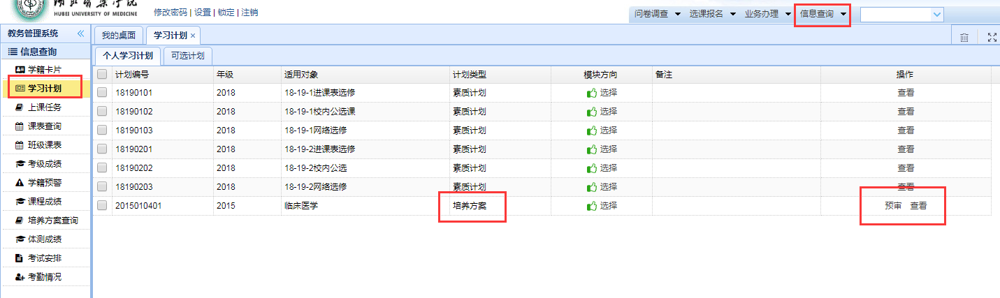 HUBEI UNIVERSITY OF MEDICINE
修改密码 | 设置 | 锁定 | 注销
问卷调查 选课报名 业务办理 信息查询
教务管理系统
信息查询
学籍卡片
学习计划
上课任务
课表查询
班级课表
考级成绩
学籍预警
课程成绩
培养方案查询
体测成绩
考试安排
考勤情况
我的桌面 学习计划 ×
个人学习计划 可选计划
计划编号 年级 适用对象 计划类型 模块方向 备注 操作
18190101 2018 18-19-1进课表选修 素质计划 选择 查看
18190102 2018 18-19-1校内公选课 素质计划 选择 查看
18190103 2018 18-19-1网络选修 素质计划 选择 查看
18190201 2018 18-19-2进课表选修 素质计划 选择 查看
18190202 2018 18-19-2校内公选 素质计划 选择 查看
18190203 2018 18-19-2网络选修 素质计划 选择 查看
2015010401 2015 临床医学 培养方案 选择 预审 查看